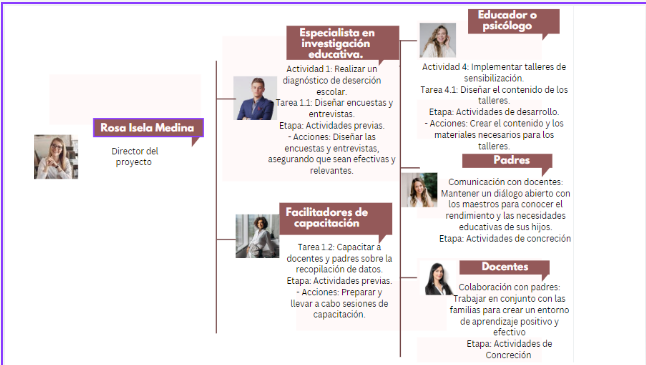 Rosa Isela Medina
Director del
proyecto
Especialista en
investigación
educativa.
Actividad 1: Realizar un
diagnóstico de deserción
escolar.
Tarea 1.1: Diseñar encuestas y
entrevistas.
Etapa: Actividades previas.
- Acciones: Diseñar las
encuestas y entrevistas,
asegurando que sean efectivas y
relevantes.
Facilitadores de
capacitación
Tarea 1.2: Capacitar a
docentes y padres sobre la
recopilación de datos.
Etapa: Actividades previas.
- Acciones: Preparar y
llevar a cabo sesiones de
capacitación.
Educador o
psicólogo
Actividad 4: Implementar talleres de
sensibilización.
Tarea 4.1: Diseñar el contenido de los
talleres.
Etapa: Actividades de desarrollo.
- Acciones: Crear el contenido y los
materiales necesarios para los
talleres.
Padres
Comunicación con docentes:
Mantener un diálogo abierto con
los maestros para conocer el
rendimiento y las necesidades
educativas de sus hijos.
Etapa: Actividades de concreción
Docentes
Colaboración con padres:
Trabajar en conjunto con las
familias para crear un entorno
de aprendizaje positivo y
efectivo
Etapa: Actividades de
Concreción